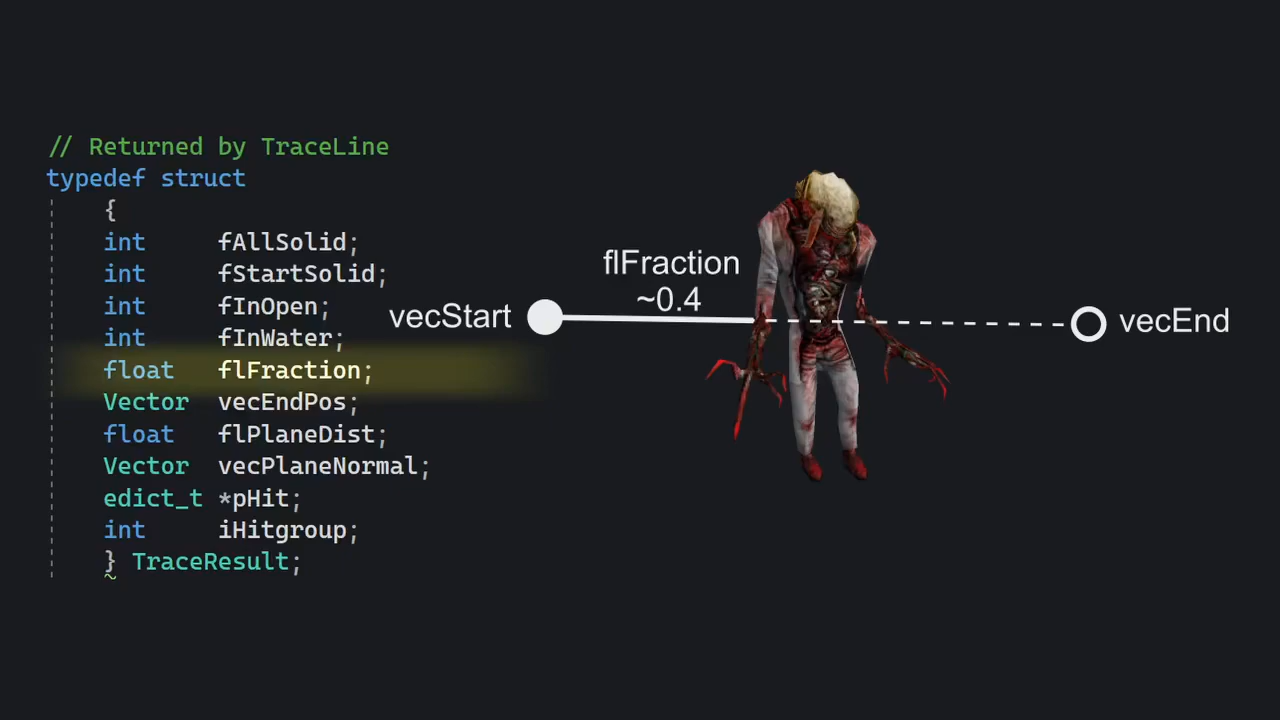 // Returned by TraceLine
typedef struct
{
int fAllSolid;
int fStartSolid;
int fInOpen;
int fInWater;
float flFraction;
Vector vecEndPos;
float flPlaneDist;
Vector vecPlaneNormal;
edict_t *pHit;
int iHitgroup;
} TraceResult;
flFraction
~0.4
vecStart
vecEnd